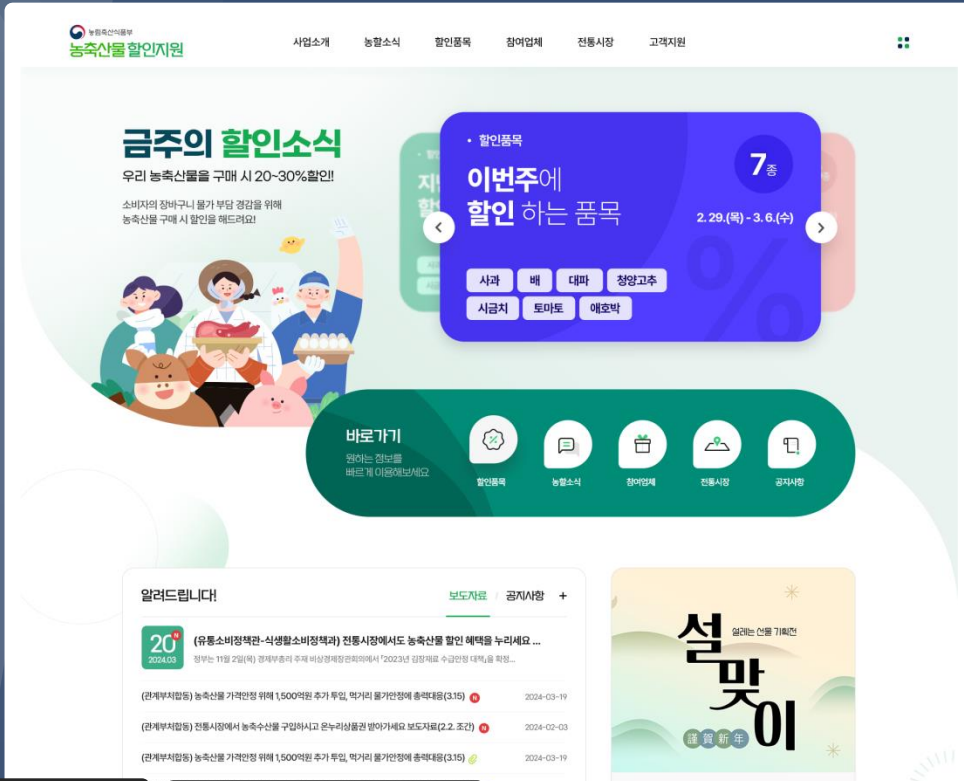 농림축산식품부
농축산물 할인지원
사업소개 농할소식 할인품목 참여업체 전통시장 고객지원
금주의 할인소식
우리 농축산물을 구매 시 20~30%할인!!
소비자의 장바구니 물가 부담 경감을 위해
농축산물 구매 시 할인을 해드려요!
• 할인품목
이번주에
할인 하는 품목
7종
2. 29.(목) - 3. 6.(수)
사과 배 대파 청양고추
시금치 토마토 애호박
%
바로가기
원하는 정보를
빠르게 이용해보세요
할인품목 농할소식 참여업체 전통시장 공지사항
알려드립니다!
보도자료 / 공지사항 +
20 N
2024.03
(유통소비정책관-식생활소비정책과) 전통시장에서도 농축산물 할인 혜택을 누리세요 ...
정부는 11월 2일(목) 경제부총리 주재 비상경제장관회의에서 「2023년 김장재료 수급안정 대책」을 확정...
(관계부처합동) 농축산물 가격안정 위해 1,500억원 추가 투입, 먹거리 물가안정에 총력대응(3.15) N 2024-03-19
(관계부처합동) 전통시장에서 농축수산물 구입하시고 온누리상품권 받아가세요 보도자료(2.2. 조간) N 2024-02-03
(관계부처합동) 농축산물 가격안정 위해 1,500억원 추가 투입, 먹거리 물가안정에 총력대응(3.15) 2024-03-19
설맞이
설레는 선물 기획전
謹賀新年